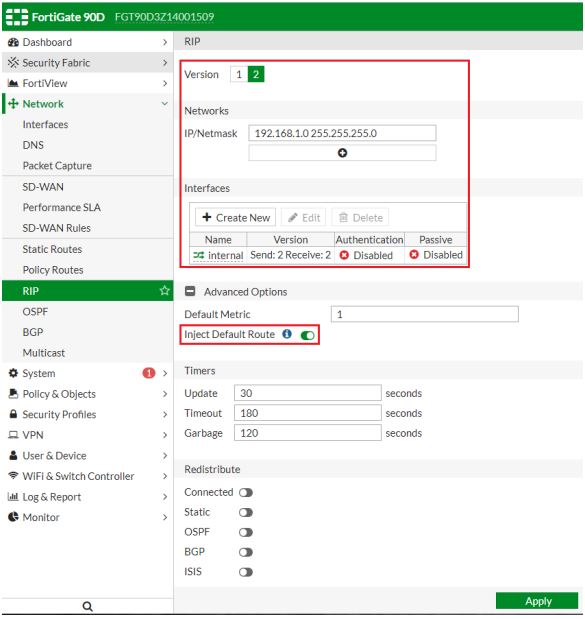 FortiGate 90D FGT90D3Z14001509
Dashboard
Security Fabric
FortiView
Network
Interfaces
DNS
Packet Capture
SD-WAN
Performance SLA
SD-WAN Rules
Static Routes
Policy Routes
RIP
OSPF
BGP
Multicast
System 1
Policy & Objects
Security Profiles
VPN
User & Device
WiFi & Switch Controller
Log & Report
Monitor
RIP
Version 1 2
Networks
IP/Netmask 192.168.1.0 255.255.255.0
Interfaces
Create New Edit Delete
Name Version Authentication Passive
internal Send: 2 Receive: 2 Disabled Disabled
Advanced Options
Default Metric 1
Inject Default Route
Timers
Update 30 seconds
Timeout 180 seconds
Garbage 120 seconds
Redistribute
Connected
Static
OSPF
BGP
ISIS
Apply